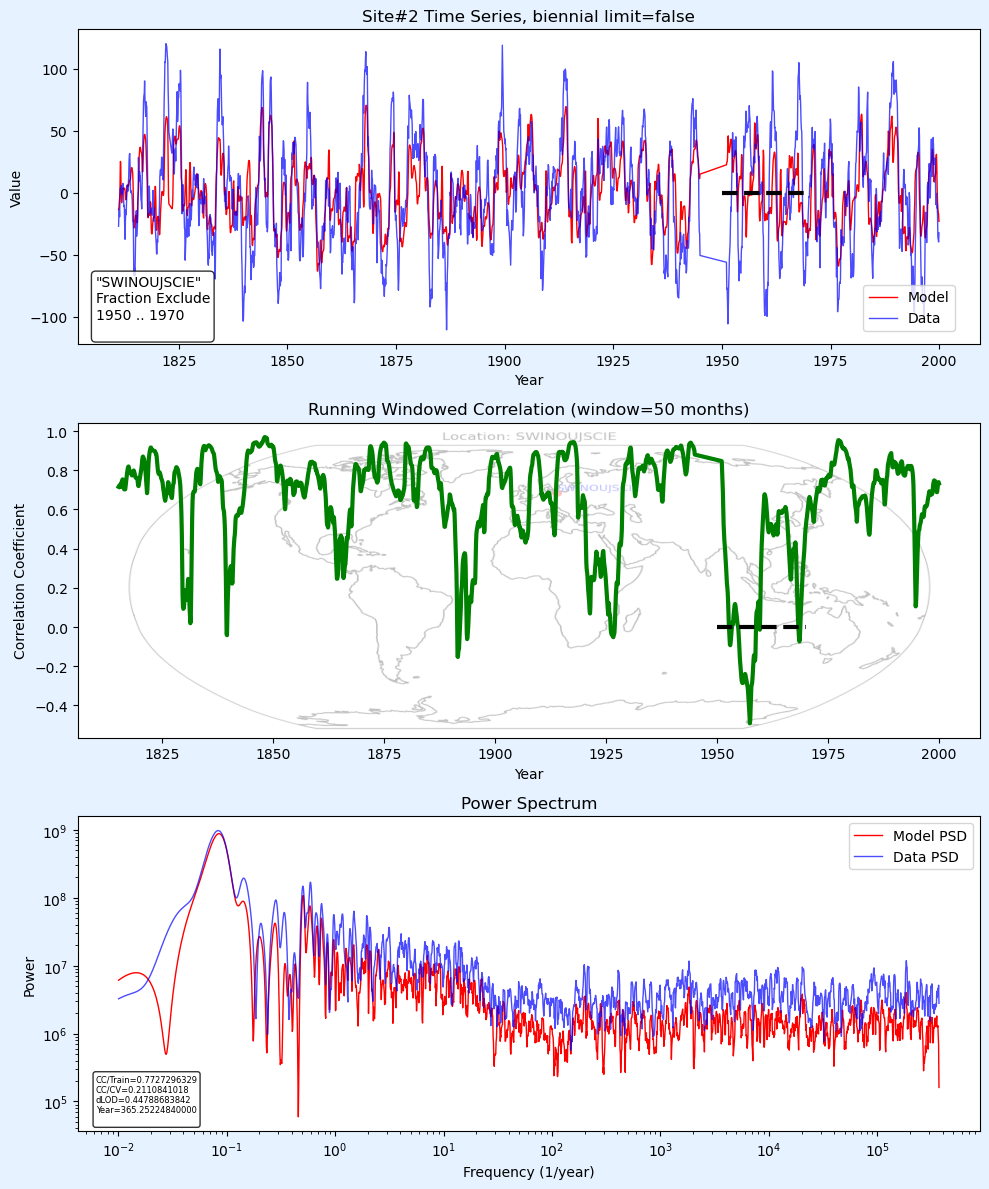 Site#2 Time Series, biennial limit=false
Value
100
50
0
−50
−100
"SWINOUJSCIE"
Fraction Exclude
1950 .. 1970
Model
Data
1825 1850 1875 1900 1925 1950 1975 2000
Year
Running Windowed Correlation (window=50 months)
Location: SWINOUJSCIE
Correlation Coefficient
1.0
0.8
0.6
0.4
0.2
0.0
−0.2
−0.4
1825 1850 1875 1900 1925 1950 1975 2000
Year
Power Spectrum
Power
10⁹
10⁸
10⁷
10⁶
10⁵
Model PSD
Data PSD
CC/Train=0.7727296329
CC/CV=0.2110841018
dLOD=0.44788683842
Year=365.25224840000
10⁻² 10⁻¹ 10⁰ 10¹ 10² 10³ 10⁴ 10⁵
Frequency (1/year)